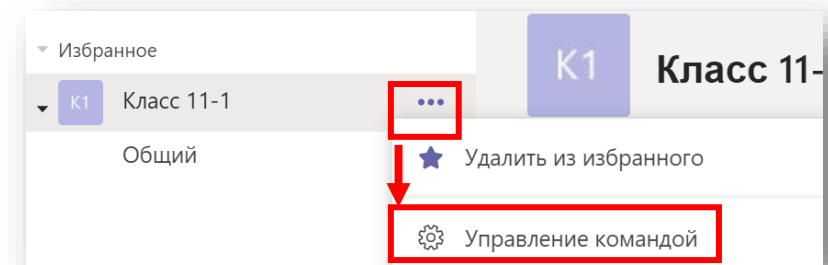 Избранное
K1
Класс 11-1
•••
Общий
K1
Класс 11-
Удалить из избранного
Управление командой